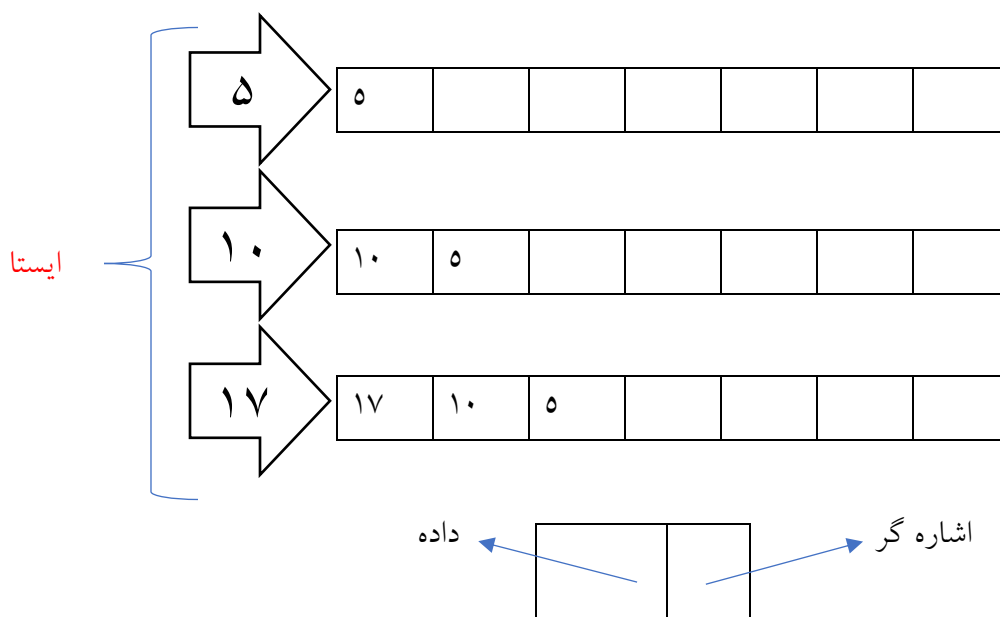 ۵
۵
ایستا
۱۰
۱۰ ۵
۱۷
۱۷ ۱۰ ۵
اشاره گر
داده